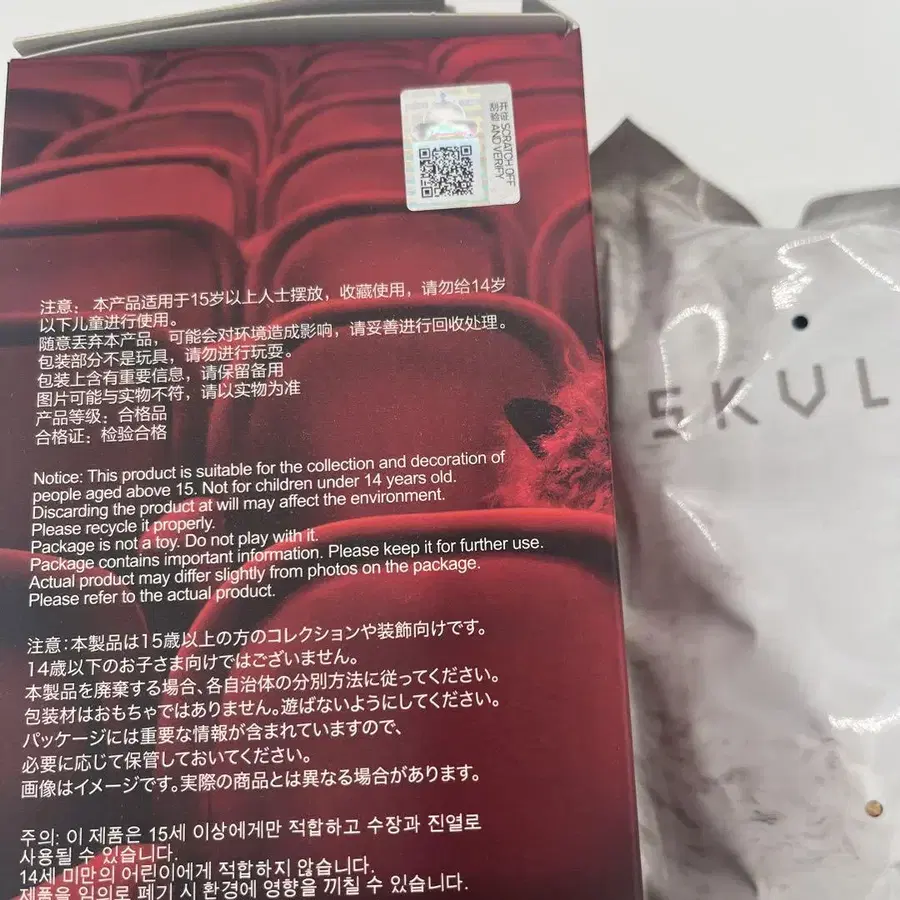 开涂 SCRATCH OFF
刮验 AND VERIFY
注意： 本产品适用于15岁以上人士摆放，收藏使用，请勿给14岁
以下儿童进行使用。
随意丢弃本产品，可能会对环境造成影响，请妥善进行回收处理。
包装部分不是玩具，请勿进行玩耍。
包装上含有重要信息，请保留备用
图片可能与实物不符，请以实物为准
产品等级：合格品
合格证：检验合格
Notice: This product is suitable for the collection and decoration of
people aged above 15. Not for children under 14 years old.
Discarding the product at will may affect the environment.
Please recycle it properly.
Package is not a toy. Do not play with it.
Package contains important information. Please keep it for further use.
Actual product may differ slightly from photos on the package.
Please refer to the actual product.
注意：本製品は15歳以上の方のコレクションや装飾向けです。
14歳以下のお子さま向けではございません。
本製品を廃棄する場合、各自治体の分別方法に従ってください。
包装材はおもちゃではありません。遊ばないようにしてください。
パッケージには重要な情報が含まれていますので、
必要に応じて保管しておいてください。
画像はイメージです。実際の商品とは異なる場合があります。
주의: 이 제품은 15세 이상에게만 적합하고 수장과 진열로
사용될 수 있습니다.
14세 미만의 어린이에게 적합하지 않습니다.
제품을 임의로 폐기 시 환경에 영향을 끼칠 수 있습니다.
SKUL